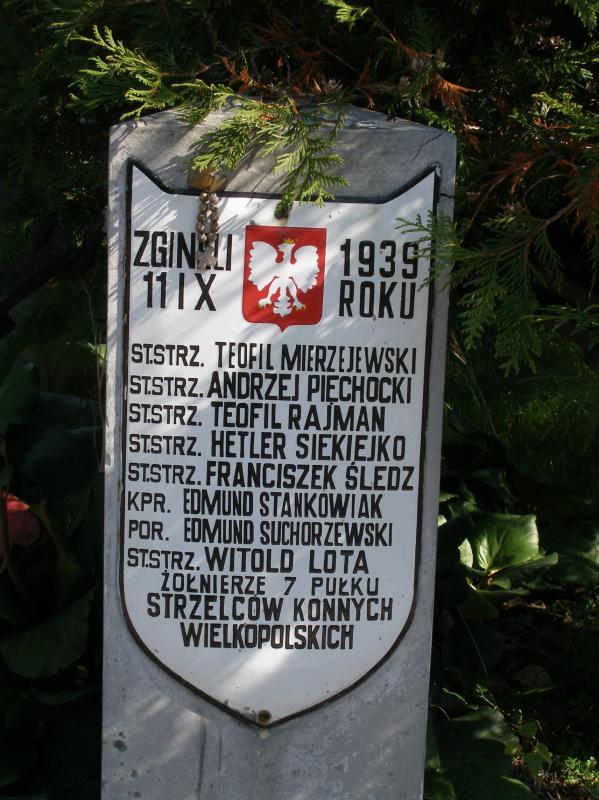 ZGINĘLI 1939
11 IX ROKU
ST.STRZ. TEOFIL MIERZEJEWSKI
ST.STRZ. ANDRZEJ PIĘCHOCKI
ST.STRZ. TEOFIL RAJMAN
ST.STRZ. HETLER SIEKIEJKO
ST.STRZ. FRANCISZEK ŚLEDZ
KPR. EDMUND STANKOWIAK
POR. EDMUND SUCHORZEWSKI
ST.STRZ. WITOLD LOTA
ŻOŁNIERZE 7 PUŁKU
STRZELCÓW KONNYCH
WIELKOPOLSKICH